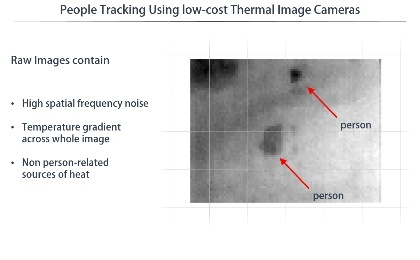 People Tracking Using low-cost Thermal Image Cameras
Raw Images contain
• High spatial frequency noise
• Temperature gradient
across whole image
• Non person-related
sources of heat
person
person